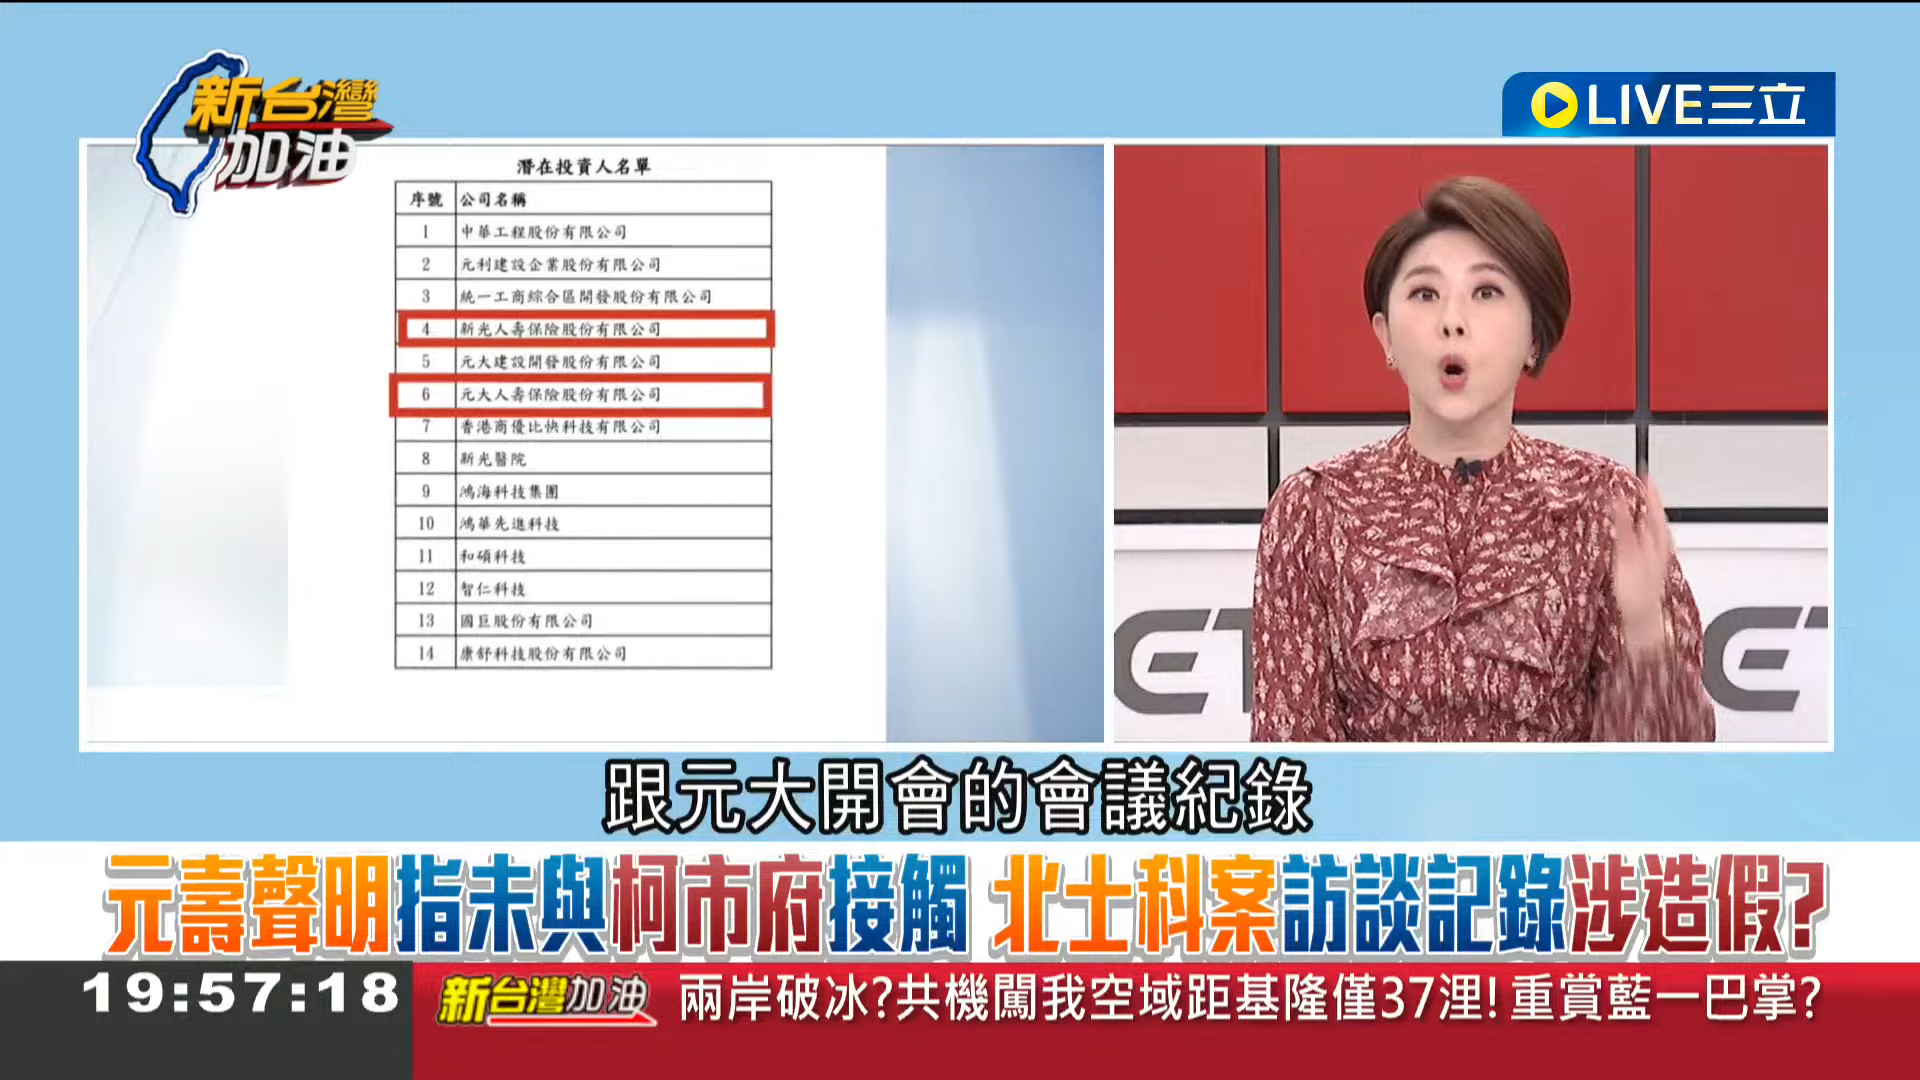 新台灣
加油
LIVE三立
潛在投資人名單
序號 公司名稱
1 中華工程股份有限公司
2 元利建設企業股份有限公司
3 統一工商綜合區開發股份有限公司
4 新光人壽保險股份有限公司
5 元大建設開發股份有限公司
6 元大人壽保險股份有限公司
7 香港商優比快科技有限公司
8 新光醫院
9 鴻海科技集團
10 鴻華先進科技
11 和碩科技
12 智仁科技
13 國巨股份有限公司
14 康舒科技股份有限公司
跟元大開會的會議紀錄
元壽聲明指未與柯市府接觸 北士科案訪談記錄涉造假?
19:57:18 新台灣加油 兩岸破冰?共機闖我空域距基隆僅37浬!重賞藍一巴掌?